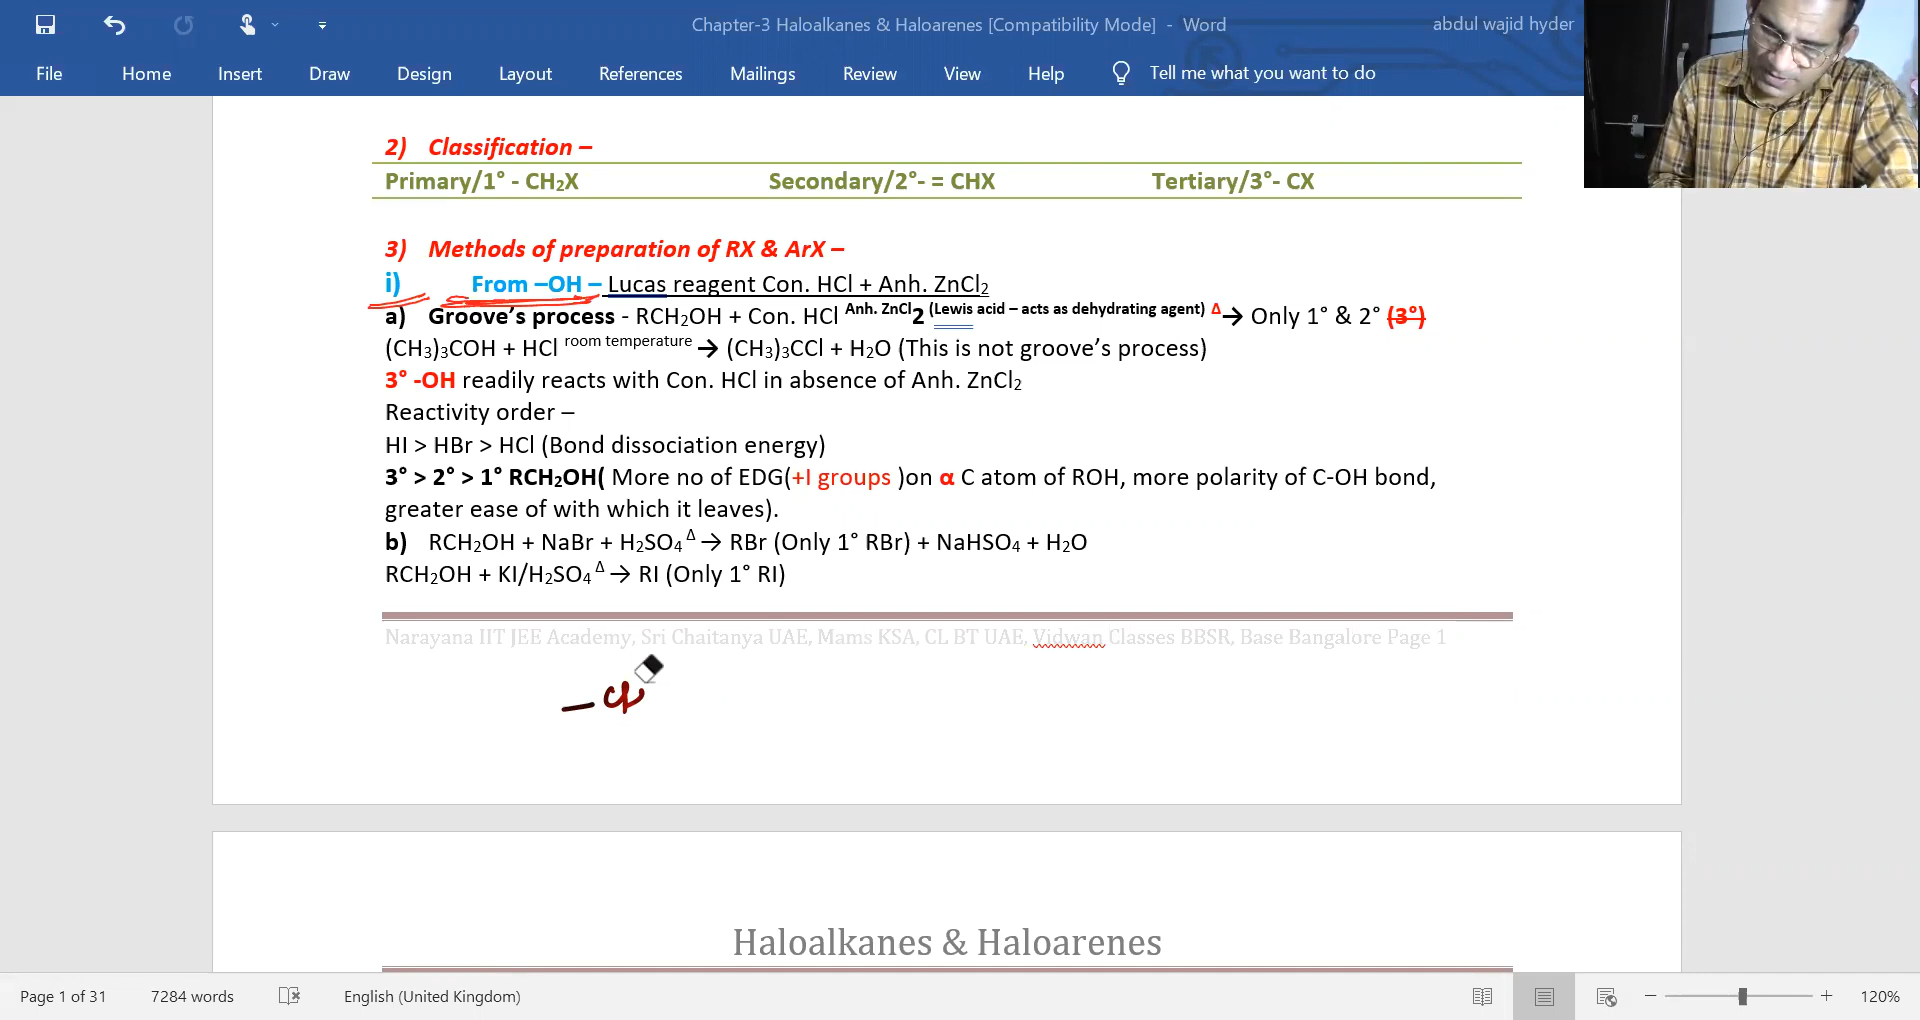 Chapter-3 Haloalkanes & Haloarenes [Compatibility Mode] - Word
abdul wajid hyder
File Home Insert Draw Design Layout References Mailings Review View Help Tell me what you want to do
2) Classification –
Primary/1° - CH₂X Secondary/2°- = CHX Tertiary/3°- CX
3) Methods of preparation of RX & ArX –
i) From –OH – Lucas reagent Con. HCl + Anh. ZnCl₂
a) Groove's process - RCH₂OH + Con. HCl Anh. ZnCl2 (Lewis acid – acts as dehydrating agent) Δ → Only 1° & 2° (3°)
(CH₃)₃COH + HCl room temperature → (CH₃)₃CCl + H₂O (This is not groove's process)
3° -OH readily reacts with Con. HCl in absence of Anh. ZnCl₂
Reactivity order –
HI > HBr > HCl (Bond dissociation energy)
3° > 2° > 1° RCH₂OH( More no of EDG(+I groups )on α C atom of ROH, more polarity of C-OH bond,
greater ease of with which it leaves).
b) RCH₂OH + NaBr + H₂SO₄ Δ → RBr (Only 1° RBr) + NaHSO₄ + H₂O
RCH₂OH + KI/H₂SO₄ Δ → RI (Only 1° RI)
Narayana IIT JEE Academy, Sri Chaitanya UAE, Mams KSA, CL BT UAE, Vidwan Classes BBSR, Base Bangalore Page 1
Haloalkanes & Haloarenes
Page 1 of 31 7284 words English (United Kingdom) 120%